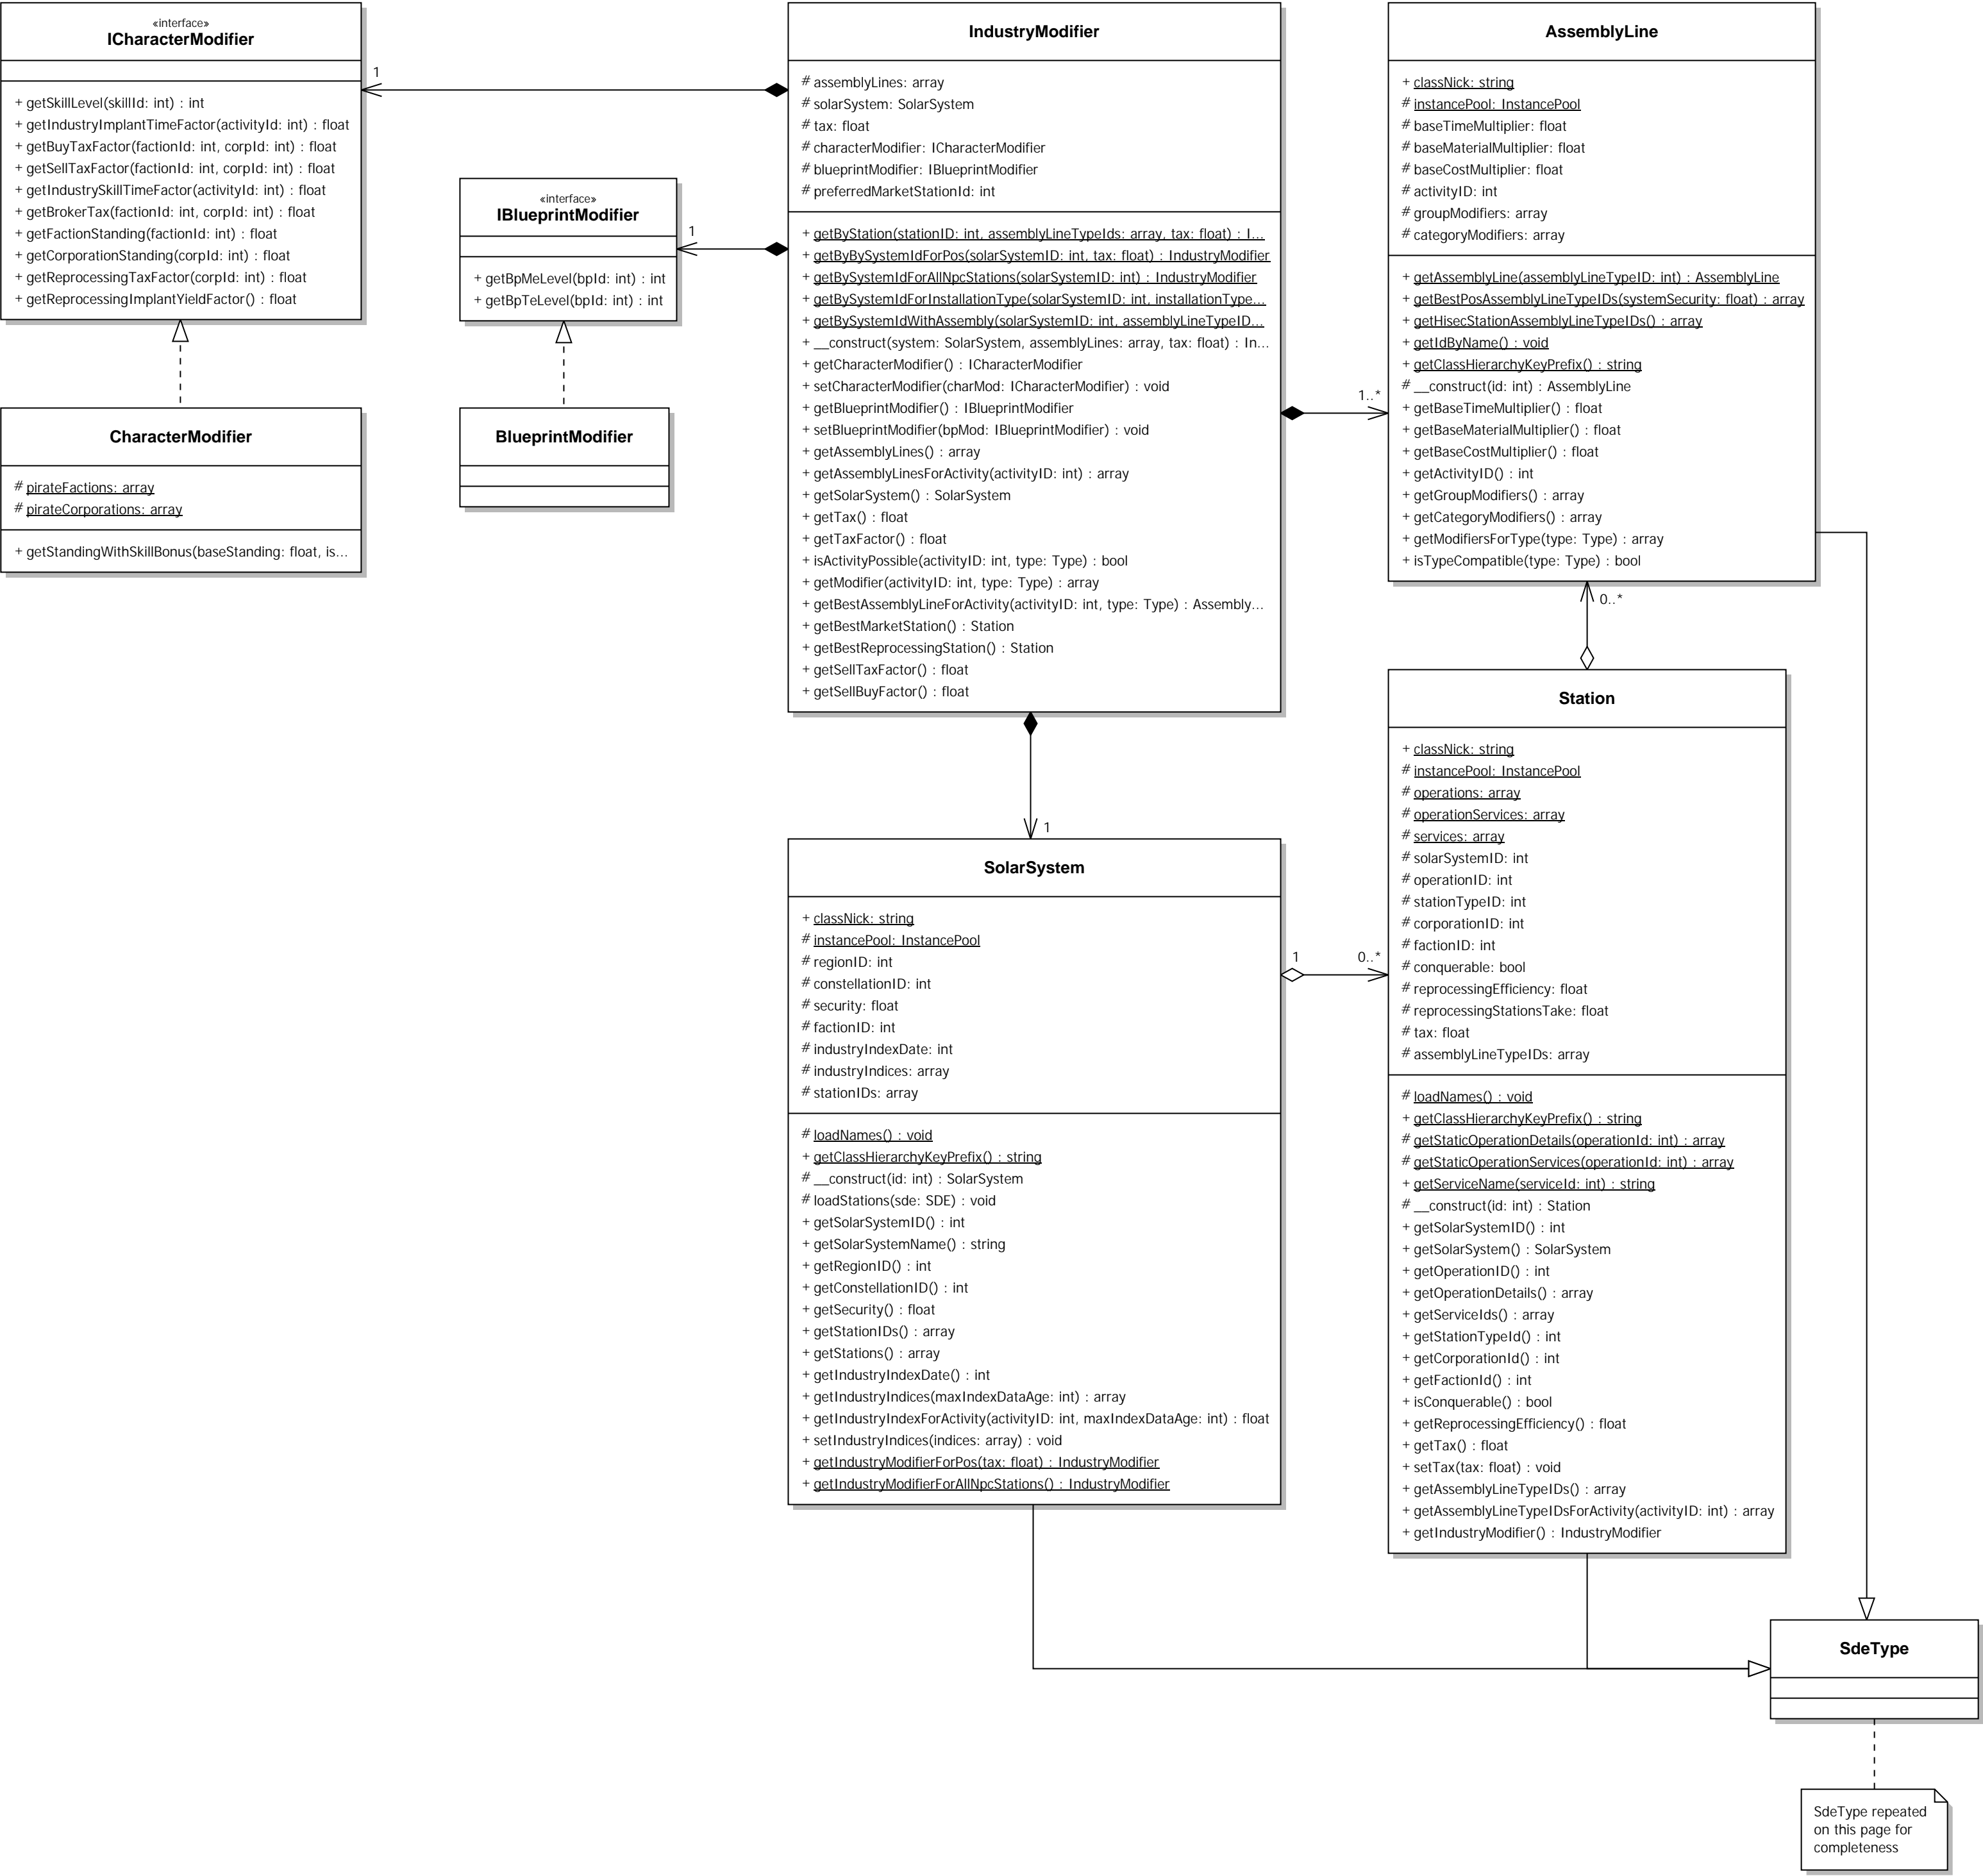 «interface»
ICharacterModifier
+ getSkillLevel(skillId: int) : int
+ getIndustryImplantTimeFactor(activityId: int) : float
+ getBuyTaxFactor(factionId: int, corpId: int) : float
+ getSellTaxFactor(factionId: int, corpId: int) : float
+ getIndustrySkillTimeFactor(activityId: int) : float
+ getBrokerTax(factionId: int, corpId: int) : float
+ getFactionStanding(factionId: int) : float
+ getCorporationStanding(corpId: int) : float
+ getReprocessingTaxFactor(corpId: int) : float
+ getReprocessingImplantYieldFactor() : float
1
CharacterModifier
# pirateFactions: array
# pirateCorporations: array
+ getStandingWithSkillBonus(baseStanding: float, is...
«interface»
IBlueprintModifier
+ getBpMeLevel(bpId: int) : int
+ getBpTeLevel(bpId: int) : int
1
BlueprintModifier
IndustryModifier
# assemblyLines: array
# solarSystem: SolarSystem
# tax: float
# characterModifier: ICharacterModifier
# blueprintModifier: IBlueprintModifier
# preferredMarketStationId: int
+ getByStation(stationID: int, assemblyLineTypeIds: array, tax: float) : I...
+ getByBySystemIdForPos(solarSystemID: int, tax: float) : IndustryModifier
+ getBySystemIdForAllNpcStations(solarSystemID: int) : IndustryModifier
+ getBySystemIdForInstallationType(solarSystemID: int, installationType...
+ getBySystemIdWithAssembly(solarSystemID: int, assemblyLineTypeID...
+ __construct(system: SolarSystem, assemblyLines: array, tax: float) : In...
+ getCharacterModifier() : ICharacterModifier
+ setCharacterModifier(charMod: ICharacterModifier) : void
+ getBlueprintModifier() : IBlueprintModifier
+ setBlueprintModifier(bpMod: IBlueprintModifier) : void
+ getAssemblyLines() : array
+ getAssemblyLinesForActivity(activityID: int) : array
+ getSolarSystem() : SolarSystem
+ getTax() : float
+ getTaxFactor() : float
+ isActivityPossible(activityID: int, type: Type) : bool
+ getModifier(activityID: int, type: Type) : array
+ getBestAssemblyLineForActivity(activityID: int, type: Type) : Assembly...
+ getBestMarketStation() : Station
+ getBestReprocessingStation() : Station
+ getSellTaxFactor() : float
+ getSellBuyFactor() : float
1..*
1
AssemblyLine
+ classNick: string
# instancePool: InstancePool
# baseTimeMultiplier: float
# baseMaterialMultiplier: float
# baseCostMultiplier: float
# activityID: int
# groupModifiers: array
# categoryModifiers: array
+ getAssemblyLine(assemblyLineTypeID: int) : AssemblyLine
+ getBestPosAssemblyLineTypeIDs(systemSecurity: float) : array
+ getHisecStationAssemblyLineTypeIDs() : array
+ getIdByName() : void
+ getClassHierarchyKeyPrefix() : string
# __construct(id: int) : AssemblyLine
+ getBaseTimeMultiplier() : float
+ getBaseMaterialMultiplier() : float
+ getBaseCostMultiplier() : float
+ getActivityID() : int
+ getGroupModifiers() : array
+ getCategoryModifiers() : array
+ getModifiersForType(type: Type) : array
+ isTypeCompatible(type: Type) : bool
0..*
SolarSystem
+ classNick: string
# instancePool: InstancePool
# regionID: int
# constellationID: int
# security: float
# factionID: int
# industryIndexDate: int
# industryIndices: array
# stationIDs: array
# loadNames() : void
+ getClassHierarchyKeyPrefix() : string
# __construct(id: int) : SolarSystem
# loadStations(sde: SDE) : void
+ getSolarSystemID() : int
+ getSolarSystemName() : string
+ getRegionID() : int
+ getConstellationID() : int
+ getSecurity() : float
+ getStationIDs() : array
+ getStations() : array
+ getIndustryIndexDate() : int
+ getIndustryIndices(maxIndexDataAge: int) : array
+ getIndustryIndexForActivity(activityID: int, maxIndexDataAge: int) : float
+ setIndustryIndices(indices: array) : void
+ getIndustryModifierForPos(tax: float) : IndustryModifier
+ getIndustryModifierForAllNpcStations() : IndustryModifier
1
0..*
Station
+ classNick: string
# instancePool: InstancePool
# operations: array
# operationServices: array
# services: array
# solarSystemID: int
# operationID: int
# stationTypeID: int
# corporationID: int
# factionID: int
# conquerable: bool
# reprocessingEfficiency: float
# reprocessingStationsTake: float
# tax: float
# assemblyLineTypeIDs: array
# loadNames() : void
+ getClassHierarchyKeyPrefix() : string
# getStaticOperationDetails(operationId: int) : array
# getStaticOperationServices(operationId: int) : array
+ getServiceName(serviceId: int) : string
# __construct(id: int) : Station
+ getSolarSystemID() : int
+ getSolarSystem() : SolarSystem
+ getOperationID() : int
+ getOperationDetails() : array
+ getServiceIds() : array
+ getStationTypeId() : int
+ getCorporationId() : int
+ getFactionId() : int
+ isConquerable() : bool
+ getReprocessingEfficiency() : float
+ getTax() : float
+ setTax(tax: float) : void
+ getAssemblyLineTypeIDs() : array
+ getAssemblyLineTypeIDsForActivity(activityID: int) : array
+ getIndustryModifier() : IndustryModifier
SdeType
SdeType repeated
on this page for
completeness